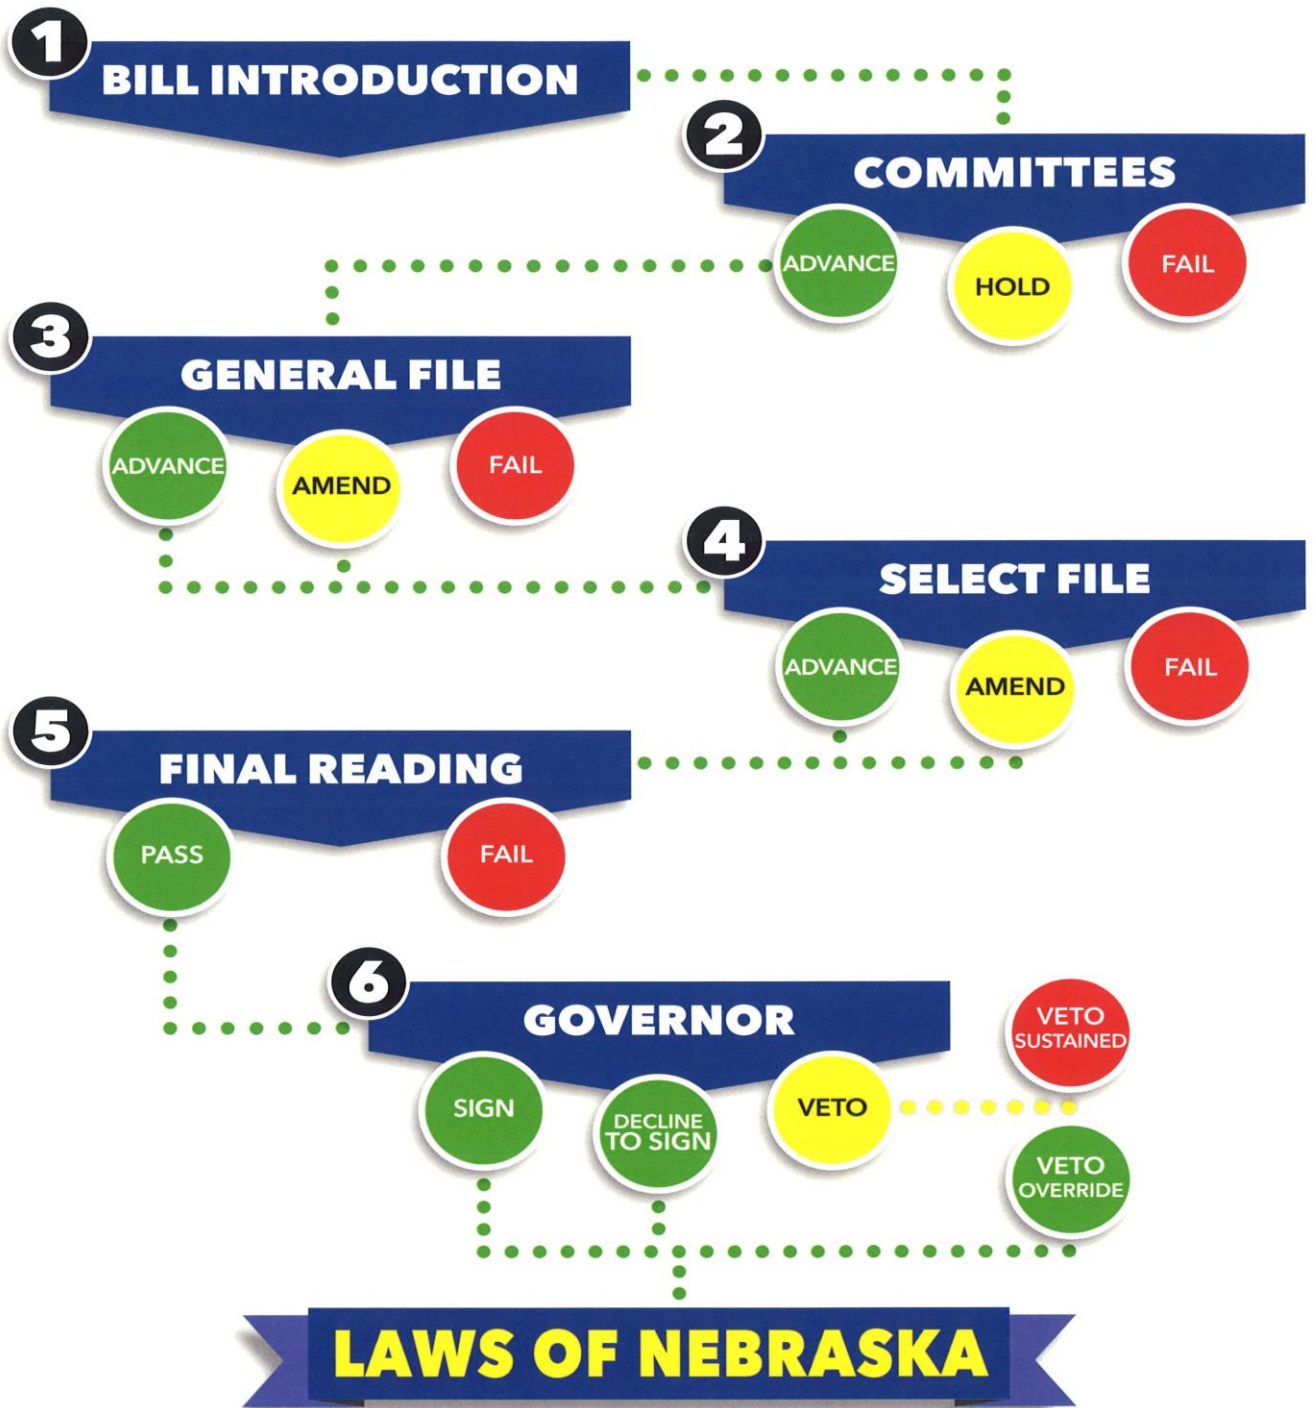 1
BILL INTRODUCTION
2
COMMITTEES
ADVANCE
HOLD
FAIL
3
GENERAL FILE
ADVANCE
AMEND
FAIL
4
SELECT FILE
ADVANCE
AMEND
FAIL
5
FINAL READING
PASS
FAIL
6
GOVERNOR
SIGN
DECLINE
TO SIGN
VETO
VETO
SUSTAINED
VETO
OVERRIDE
LAWS OF NEBRASKA